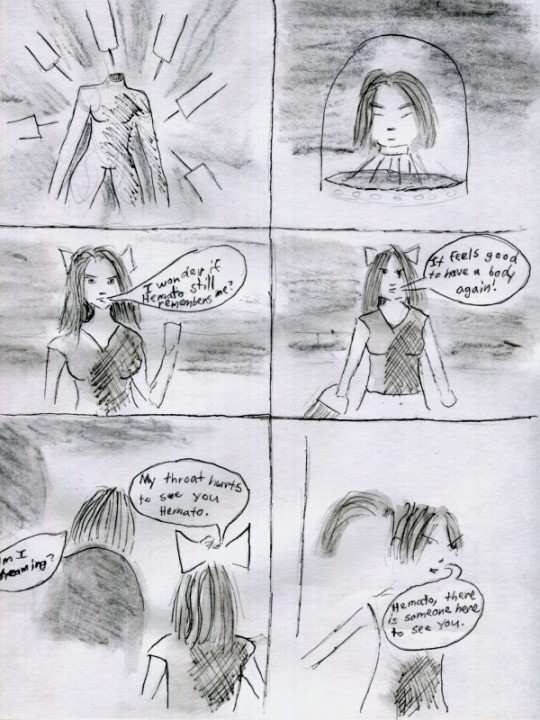 I wonder if
Hemato still
remembers me?
It feels good
to have a body
again!
My throat hurts
to see you
Hemato.
m I
reaming?
Hemato, there
is someone here
to see you.